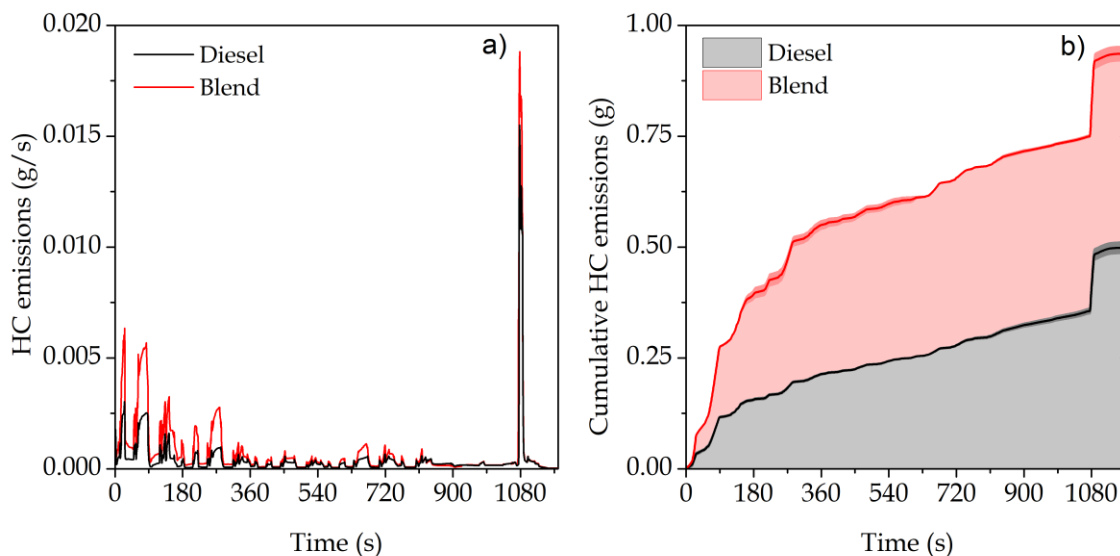 a)
Diesel
Blend
HC emissions (g/s)
0.020
0.015
0.010
0.005
0.000
0 180 360 540 720 900 1080
Time (s)
b)
Diesel
Blend
Cumulative HC emissions (g)
1.00
0.75
0.50
0.25
0.00
0 180 360 540 720 900 1080
Time (s)